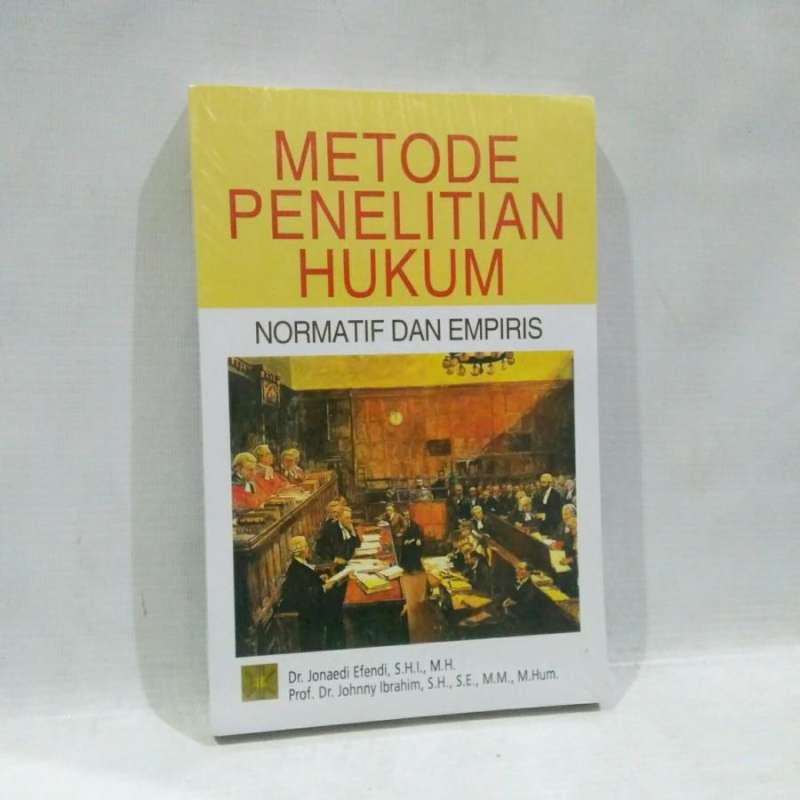 METODE
PENELITIAN
HUKUM
NORMATIF DAN EMPIRIS
Dr. Jonaedi Efendi, S.H.I., M.H.
Prof. Dr. Johnny Ibrahim, S.H., S.E., M.M., M.Hum.